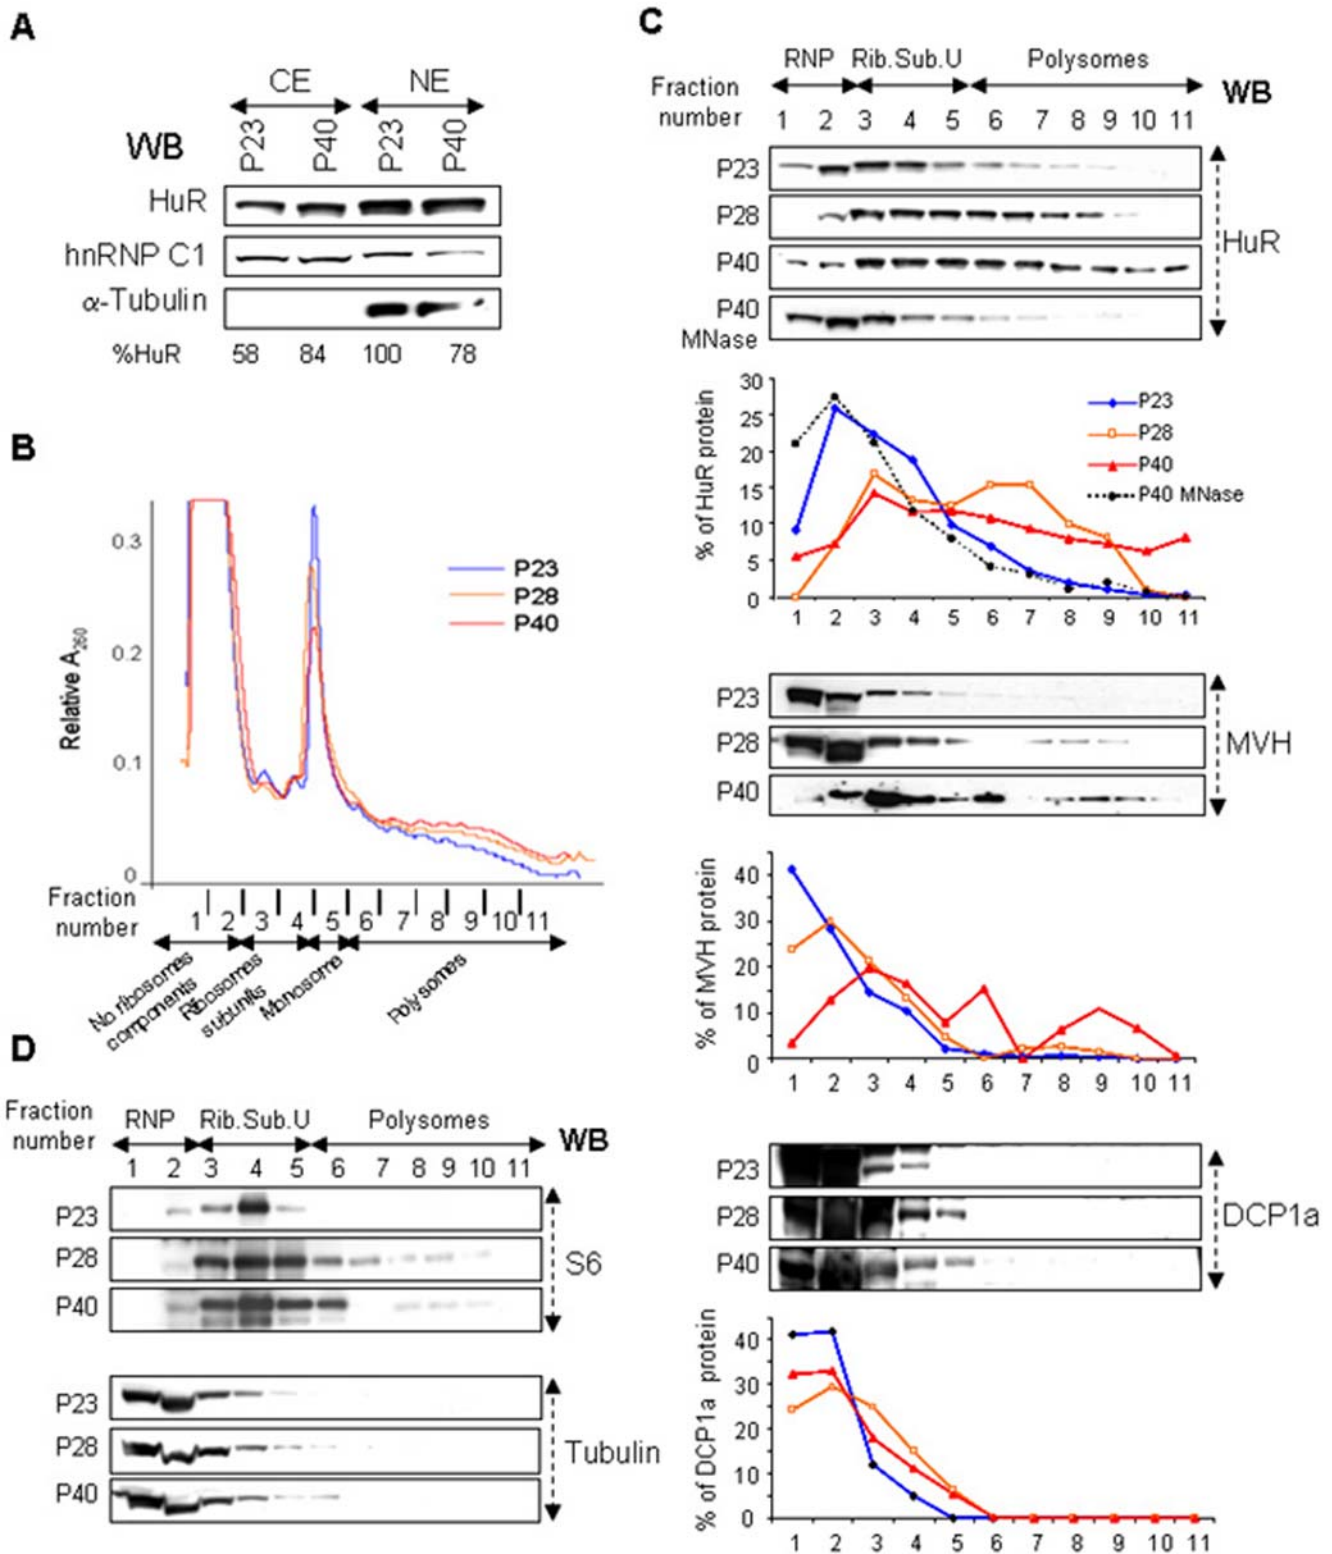 A
CE NE
WB P23 P40 P23 P40
HuR
hnRNP C1
α-Tubulin
%HuR 58 84 100 78
B
Relative A260
0.3
0.2
0.1
0
P23
P28
P40
Fraction
number 1 2 3 4 5 6 7 8 9 10 11
No ribosomes
components
Ribosomes
subunits
Monosome
Polysomes
C
RNP Rib.Sub.U Polysomes
Fraction
number 1 2 3 4 5 6 7 8 9 10 11
WB
P23
P28
P40
P40
MNase
HuR
% of HuR protein
30
25
20
15
10
5
0
P23
P28
P40
P40 MNase
1 2 3 4 5 6 7 8 9 10 11
P23
P28
P40
MVH
% of MVH protein
40
30
20
10
0
1 2 3 4 5 6 7 8 9 10 11
P23
P28
P40
DCP1a
% of DCP1a protein
40
30
20
10
0
1 2 3 4 5 6 7 8 9 10 11
D
Fraction
number
RNP Rib.Sub.U Polysomes
WB
1 2 3 4 5 6 7 8 9 10 11
P23
P28
P40
S6
P23
P28
P40
Tubulin